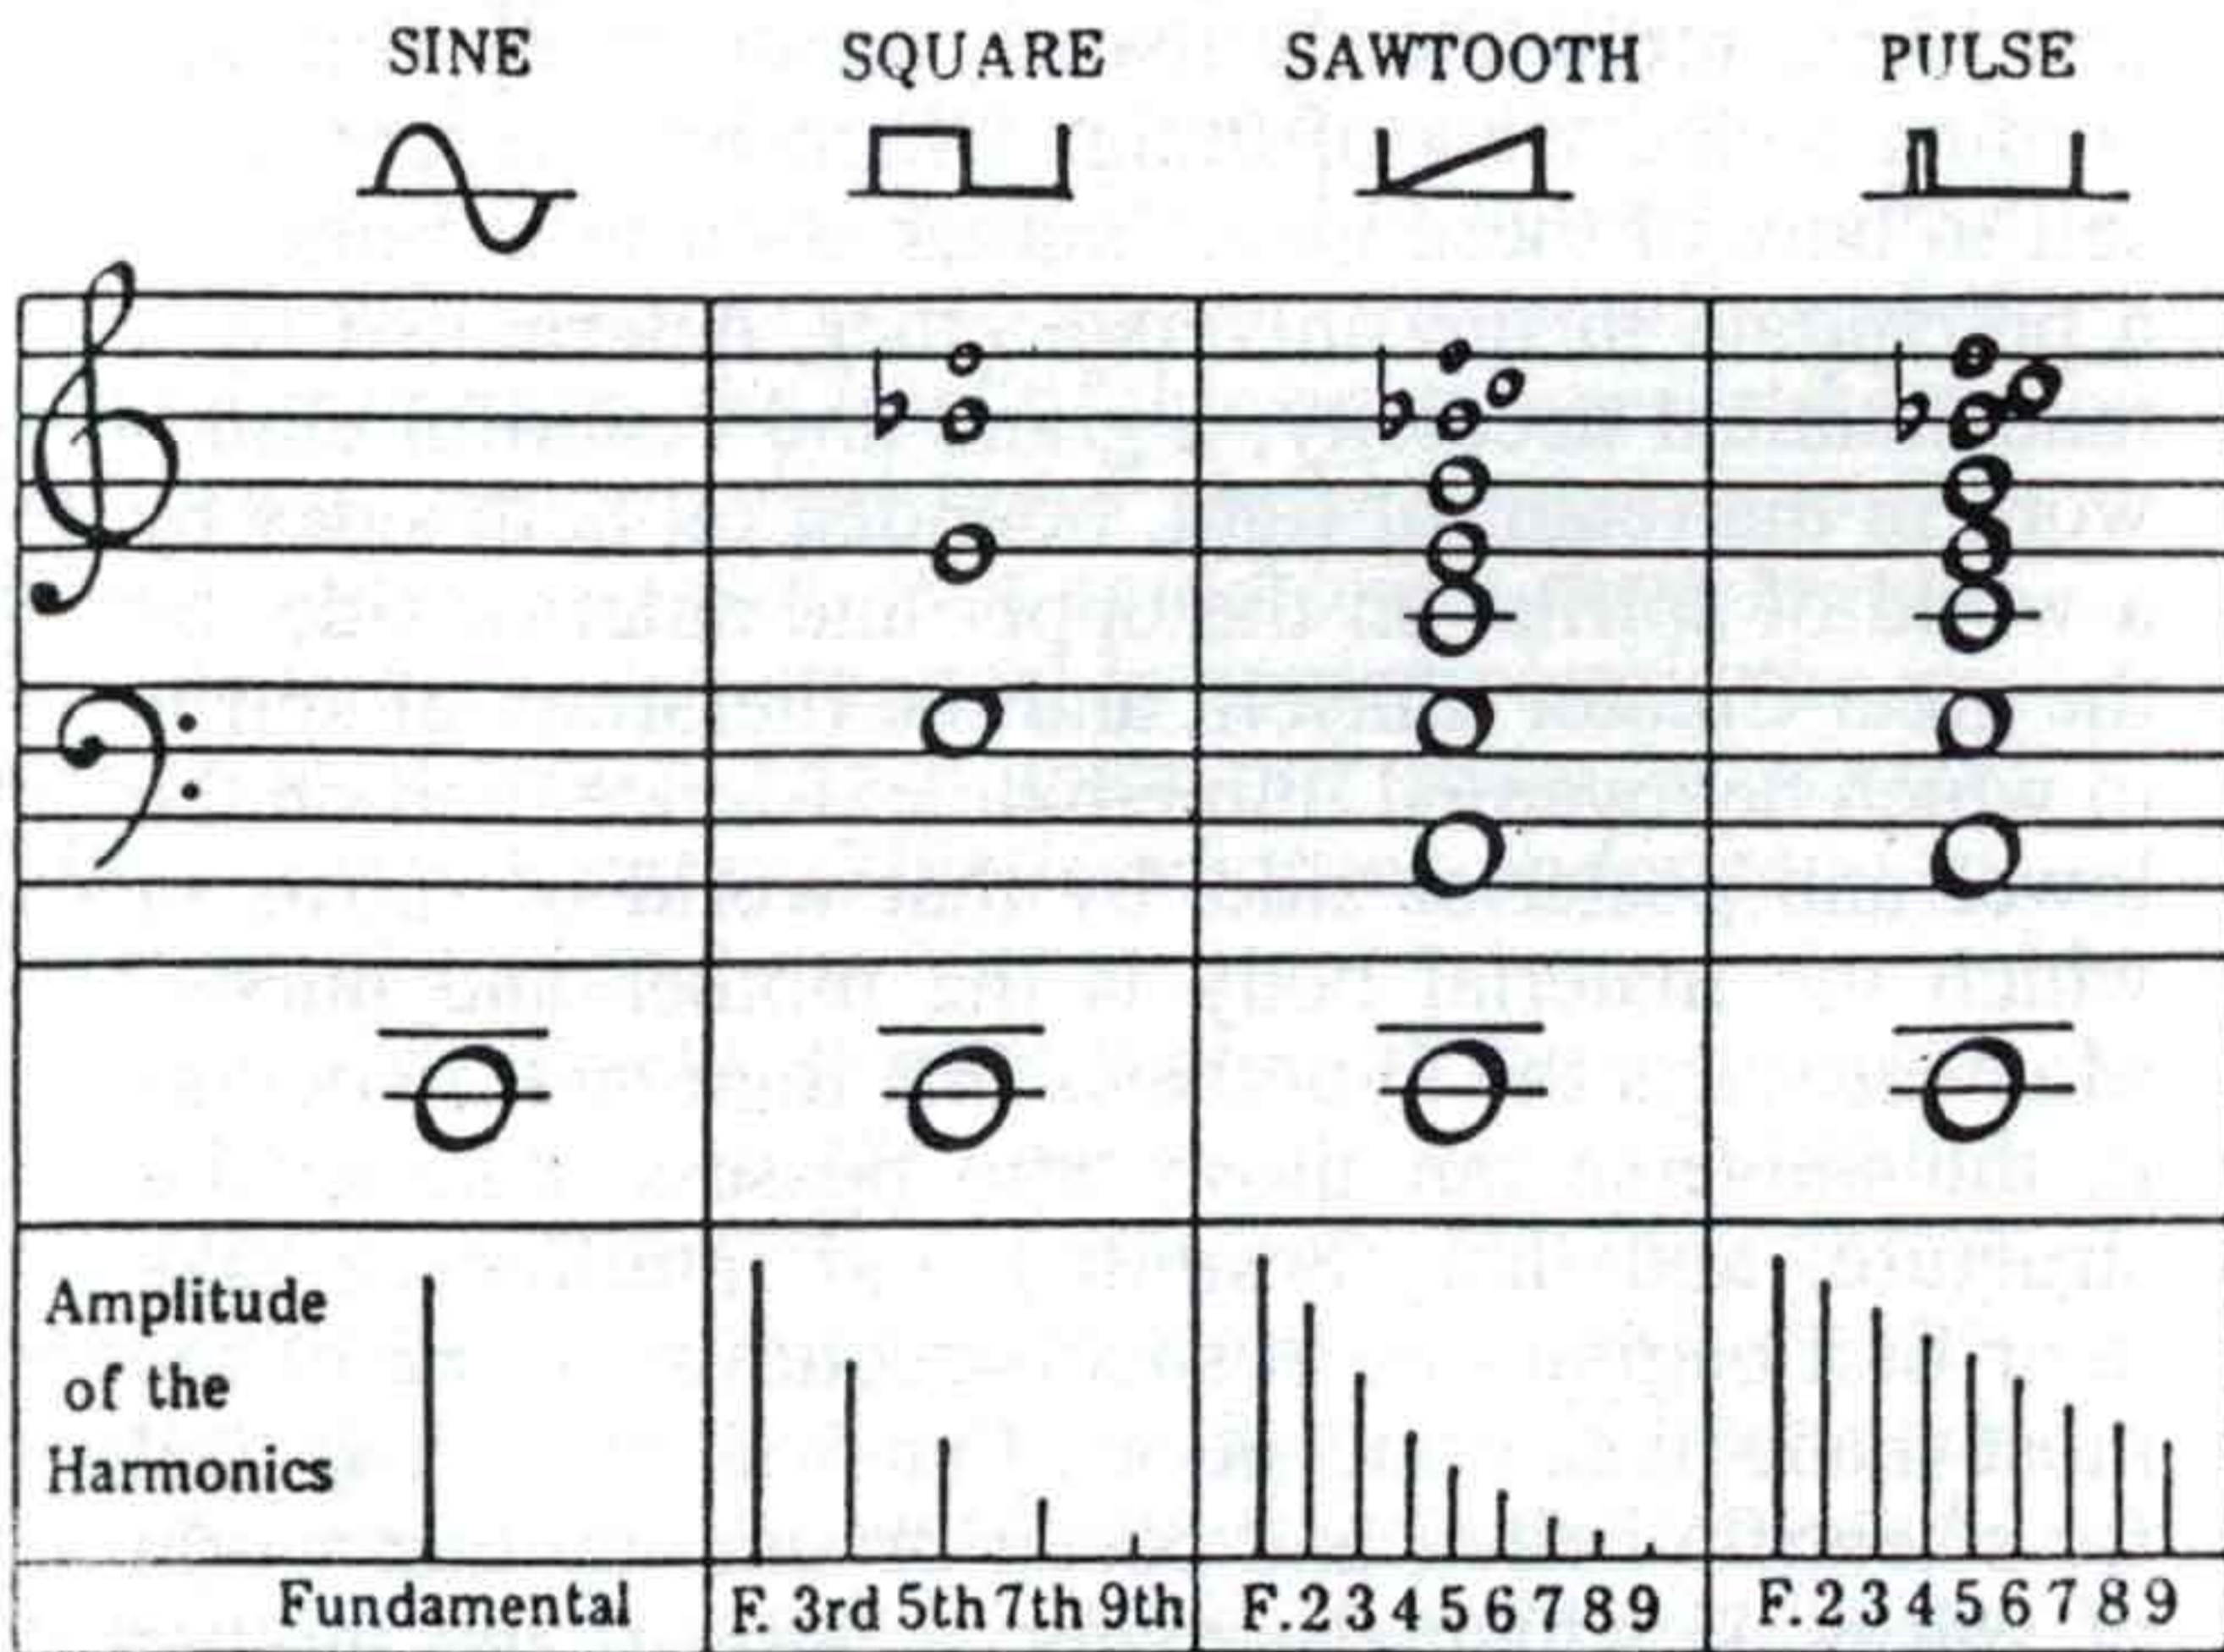 SINE SQUARE SAWTOOTH PULSE
Amplitude
of the
Harmonics
Fundamental F. 3rd 5th 7th 9th F. 2 3 4 5 6 7 8 9 F. 2 3 4 5 6 7 8 9